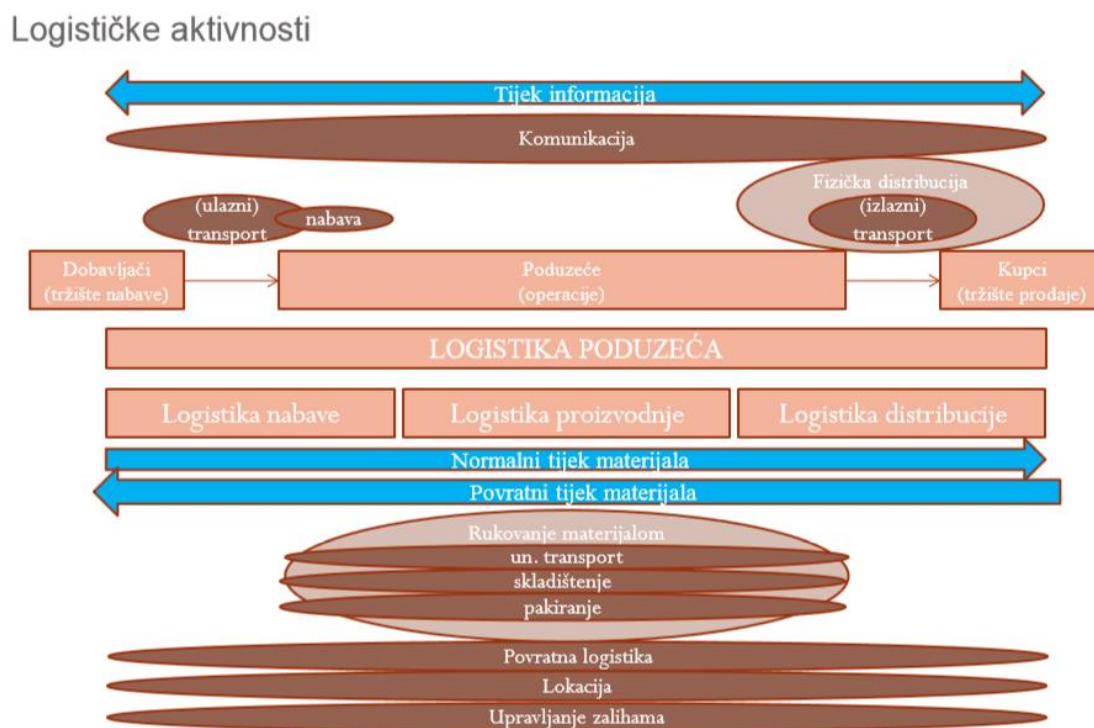 Logističke aktivnosti
Tijek informacija
Komunikacija
Fizička distribucija
(ulazni)
transport
nabava
(izlazni)
transport
Dobavljači
(tržište nabave)
Poduzeće
(operacije)
Kupci
(tržište prodaje)
LOGISTIKA PODUZEĆA
Logistika nabave
Logistika proizvodnje
Logistika distribucije
Normalni tijek materijala
Povratni tijek materijala
Rukovanje materijalom
un. transport
skladištenje
pakiranje
Povratna logistika
Lokacija
Upravljanje zalihama